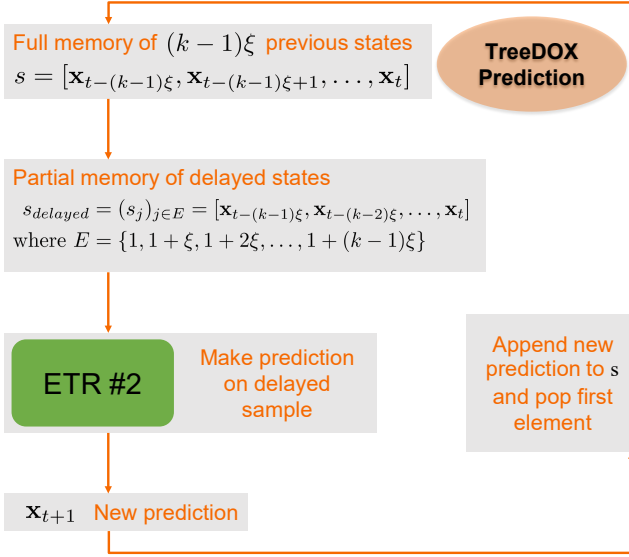 Full memory of (k − 1)ξ previous states
s = [x_{t−(k−1)ξ}, x_{t−(k−1)ξ+1}, . . . , x_t]
TreeDOX
Prediction
Partial memory of delayed states
s_{delayed} = (s_j)_{j∈E} = [x_{t−(k−1)ξ}, x_{t−(k−2)ξ}, . . . , x_t]
where E = {1, 1 + ξ, 1 + 2ξ, . . . , 1 + (k − 1)ξ}
ETR #2
Make prediction
on delayed
sample
Append new
prediction to s
and pop first
element
x_{t+1} New prediction